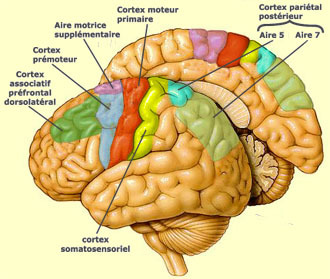 Cortex moteur
primaire
Cortex pariétal
postérieur
Aire motrice
supplémentaire
Aire 5
Aire 7
Cortex
prémoteur
Cortex
associatif
préfrontal
dorsolatéral
cortex
somatosensoriel